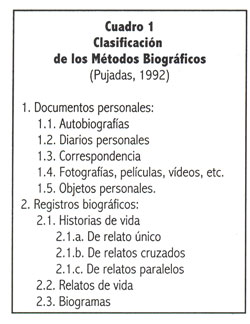 Cuadro 1
Clasificación
de los Métodos Biográficos
(Pujadas, 1992)
1. Documentos personales:
1.1. Autobiografías
1.2. Diarios personales
1.3. Correspondencia
1.4. Fotografías, películas, vídeos, etc.
1.5. Objetos personales.
2. Registros biográficos:
2.1. Historias de vida
2.1.a. De relato único
2.1.b. De relatos cruzados
2.1.c. De relatos paralelos
2.2. Relatos de vida
2.3. Biogramas